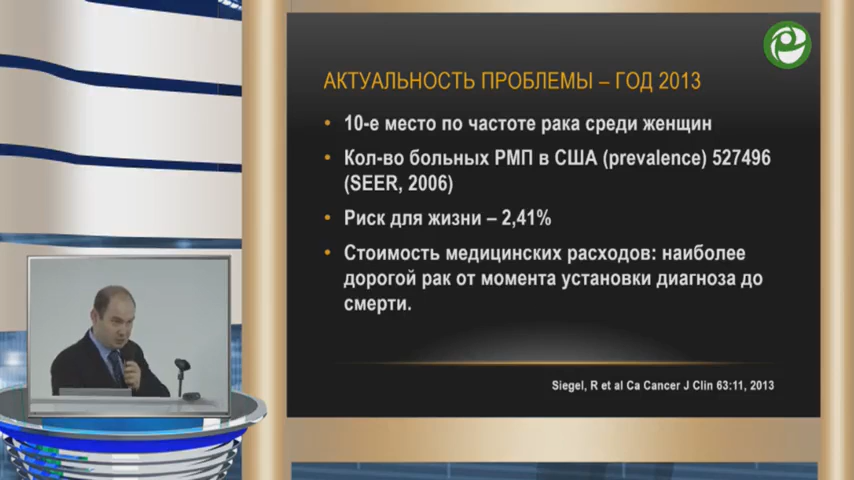 АКТУАЛЬНОСТЬ ПРОБЛЕМЫ – ГОД 2013
• 10-е место по частоте рака среди женщин
• Кол-во больных РМП в США (prevalence) 527496
(SEER, 2006)
• Риск для жизни – 2,41%
• Стоимость медицинских расходов: наиболее
дорогой рак от момента установки диагноза до
смерти.
Siegel, R et al Ca Cancer J Clin 63:11, 2013